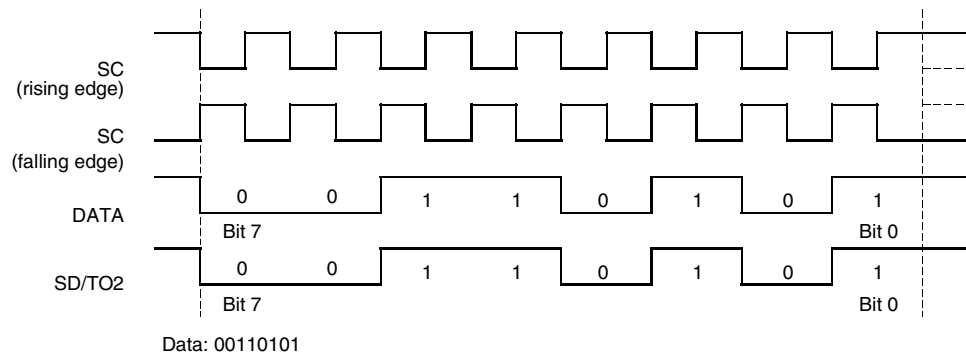 SC
(rising edge)
SC
(falling edge)
DATA
0 0 1 1 0 1 0 1
Bit 7 Bit 0
SD/TO2
0 0 1 1 0 1 0 1
Bit 7 Bit 0
Data: 00110101